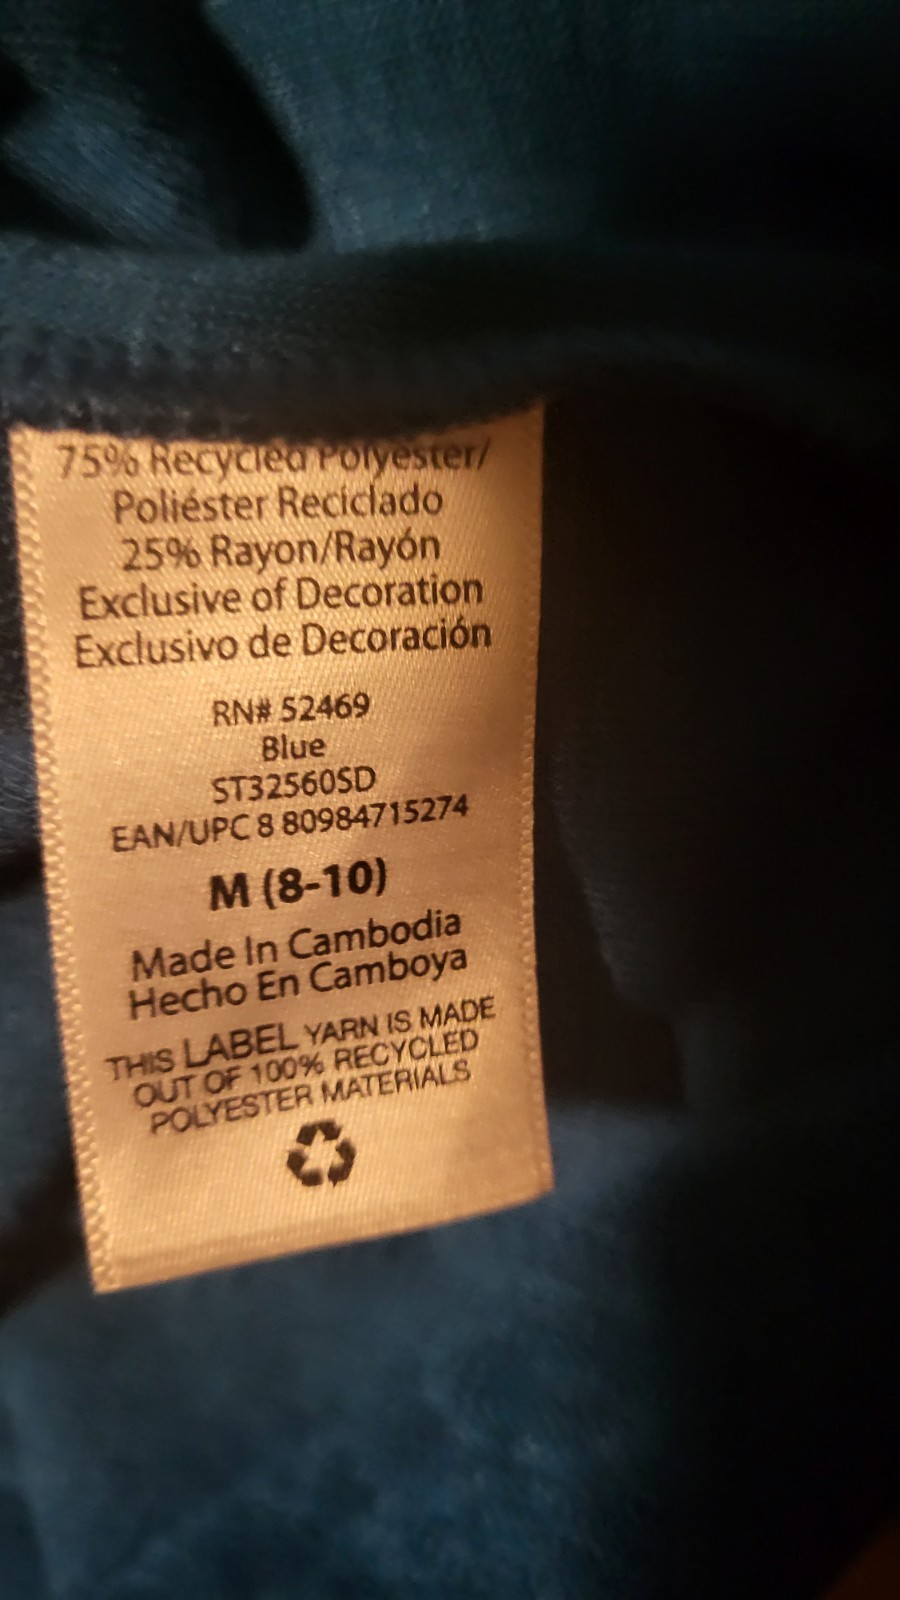 75% Recycled Polyester/
Poliéster Reciclado
25% Rayon/Rayón
Exclusive of Decoration
Exclusivo de Decoración
RN# 52469
Blue
ST32560SD
EAN/UPC 8 80984715274
M (8-10)
Made In Cambodia
Hecho En Camboya
THIS LABEL YARN IS MADE
OUT OF 100% RECYCLED
POLYESTER MATERIALS